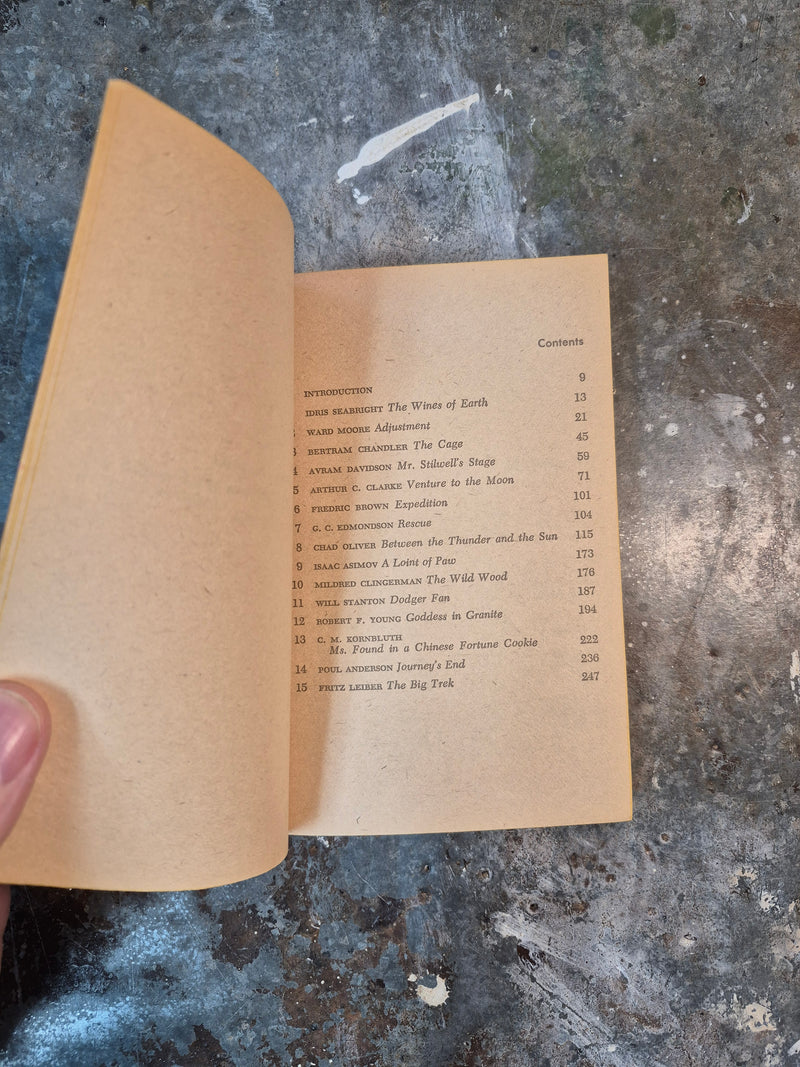 Contents
INTRODUCTION 9
IDRIS SEABRIGHT The Wines of Earth 13
WARD MOORE Adjustment 21
3 BERTRAM CHANDLER The Cage 45
4 AVRAM DAVIDSON Mr. Stilwell's Stage 59
5 ARTHUR C. CLARKE Venture to the Moon 71
6 FREDRIC BROWN Expedition 101
7 G. C. EDMONDSON Rescue 104
8 CHAD OLIVER Between the Thunder and the Sun 115
9 ISAAC ASIMOV A Loint of Paw 173
10 MILDRED CLINGERMAN The Wild Wood 176
11 WILL STANTON Dodger Fan 187
12 ROBERT F. YOUNG Goddess in Granite 194
13 C. M. KORNBLUTH
Ms. Found in a Chinese Fortune Cookie 222
14 POUL ANDERSON Journey's End 236
15 FRITZ LEIBER The Big Trek 247